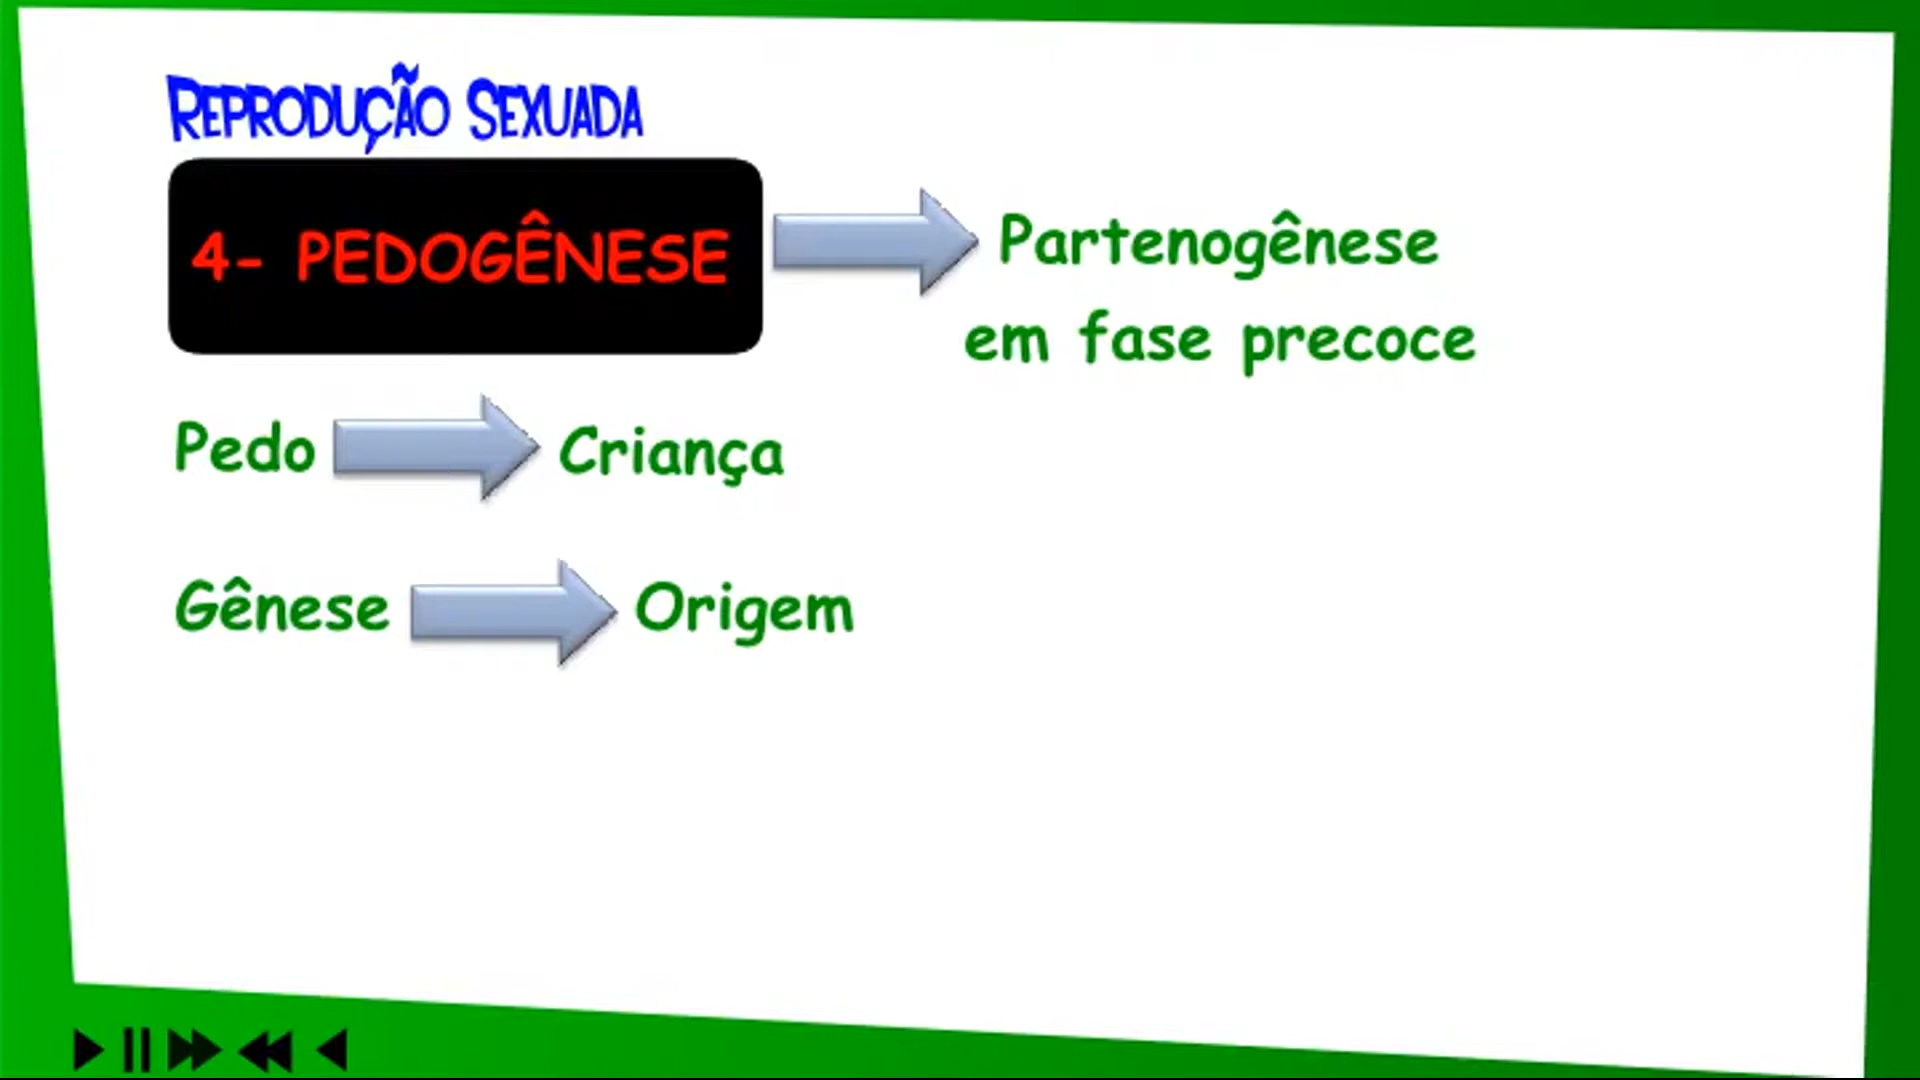 Reprodução Sexuada
4- PEDOGÊNESE
Partenogênese
em fase precoce
Pedo
Criança
Gênese
Origem